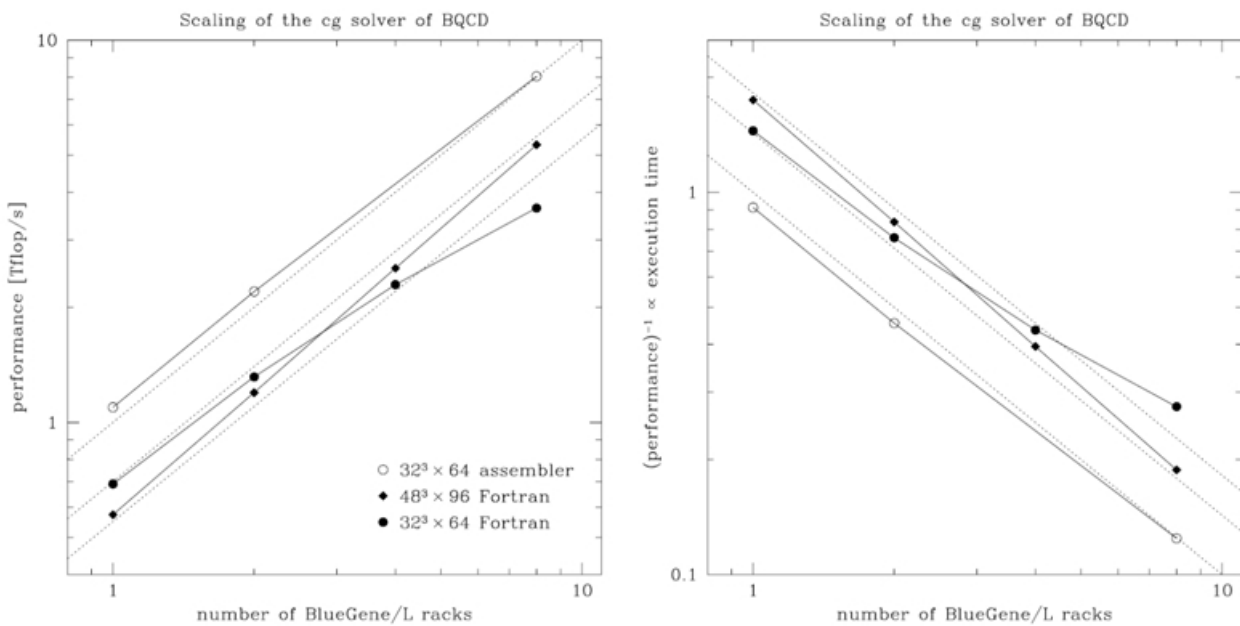 Scaling of the cg solver of BQCD
10
1
performance [Tflop/s]
32³ × 64 assembler
48³ × 96 Fortran
32³ × 64 Fortran
1 10
number of BlueGene/L racks
Scaling of the cg solver of BQCD
1
0.1
(performance)⁻¹ ∝ execution time
1 10
number of BlueGene/L racks